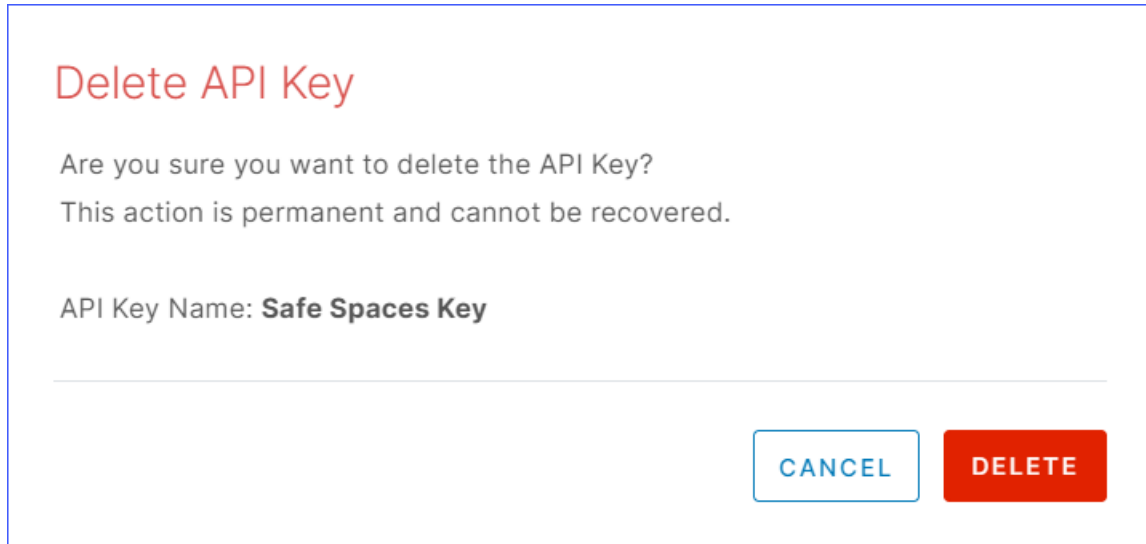 Delete API Key
Are you sure you want to delete the API Key?
This action is permanent and cannot be recovered.
API Key Name: Safe Spaces Key
CANCEL DELETE